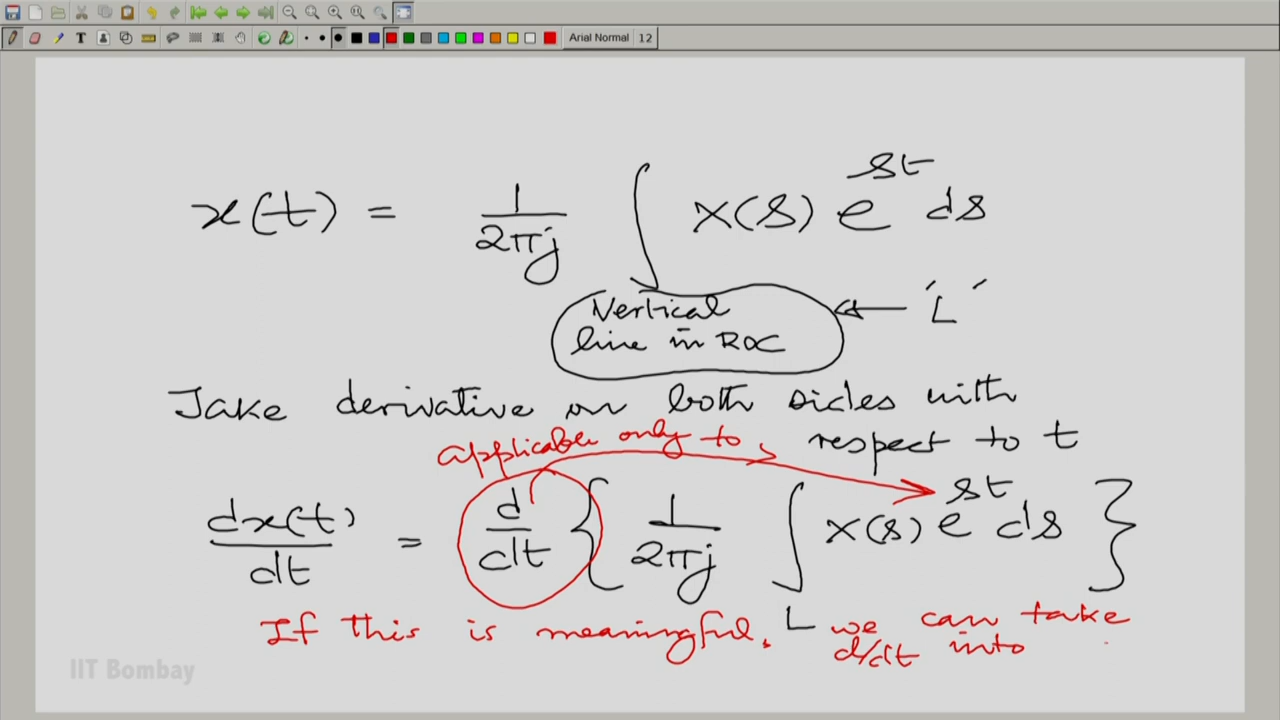 Arial Normal 12
x(t) = 1/2πj ∫ X(s) e^st ds
Vertical line in ROC ← 'L'
Take derivative on both sides with
respect to t
applicable only to
dx(t)/dt = d/dt { 1/2πj ∫_L X(s) e^st ds }
If this is meaningful, we can take
d/dt into
IIT Bombay